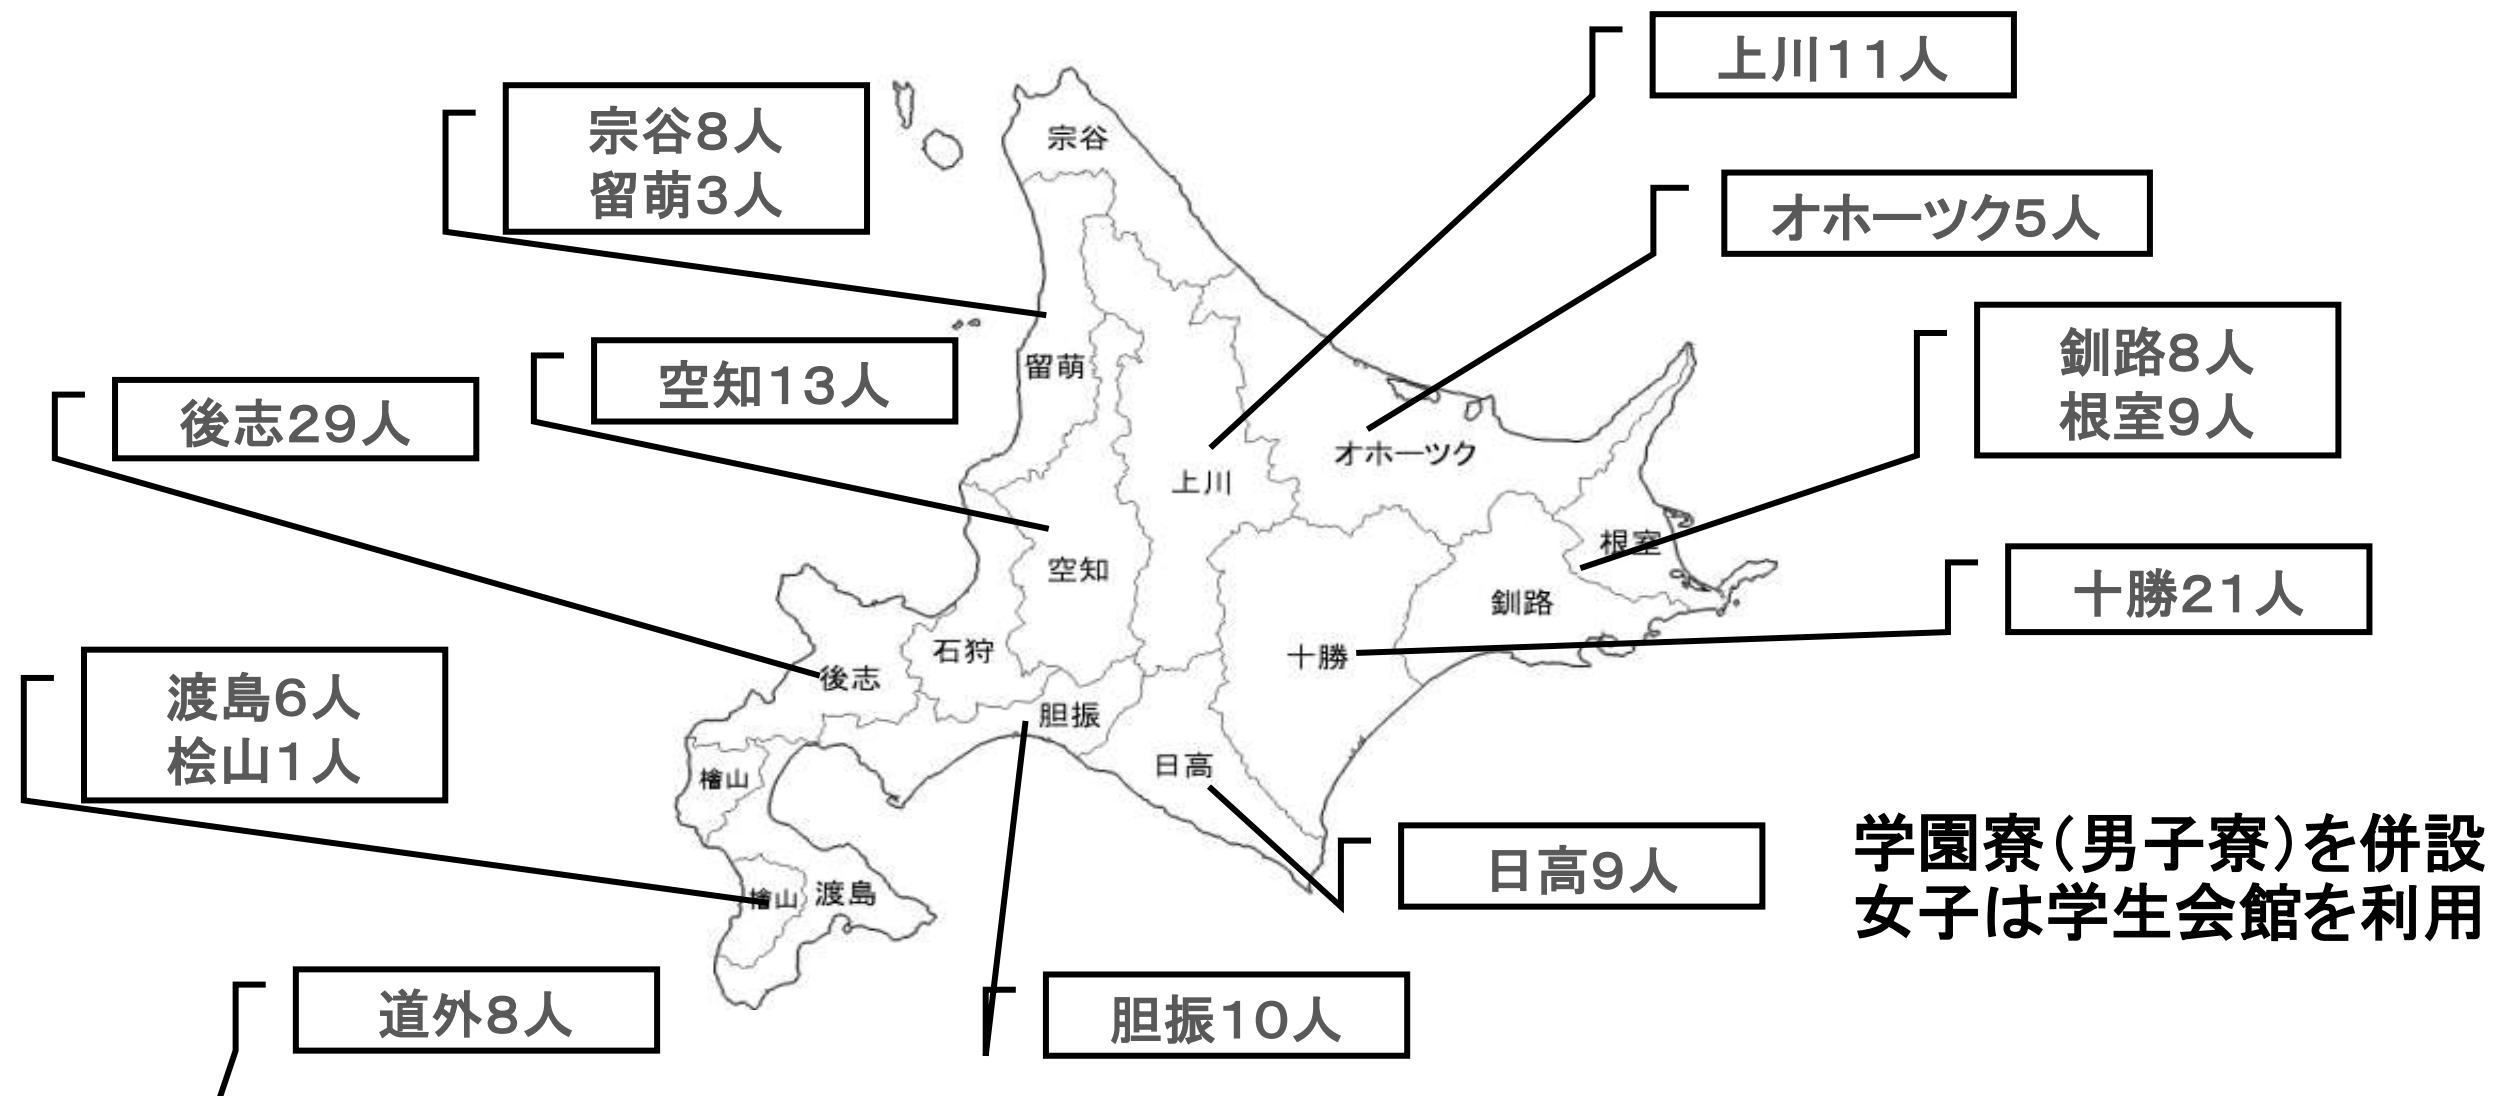 上川11人
宗谷8人
留萌3人
オホーツク5人
釧路8人
根室9人
空知13人
後志29人
十勝21人
渡島6人
桧山1人
日高9人
道外8人
胆振10人
宗谷
留萌
オホーツク
上川
根室
空知
釧路
石狩
十勝
後志
胆振
日高
檜山
檜山
渡島
学園寮（男子寮）を併設
女子は学生会館を利用